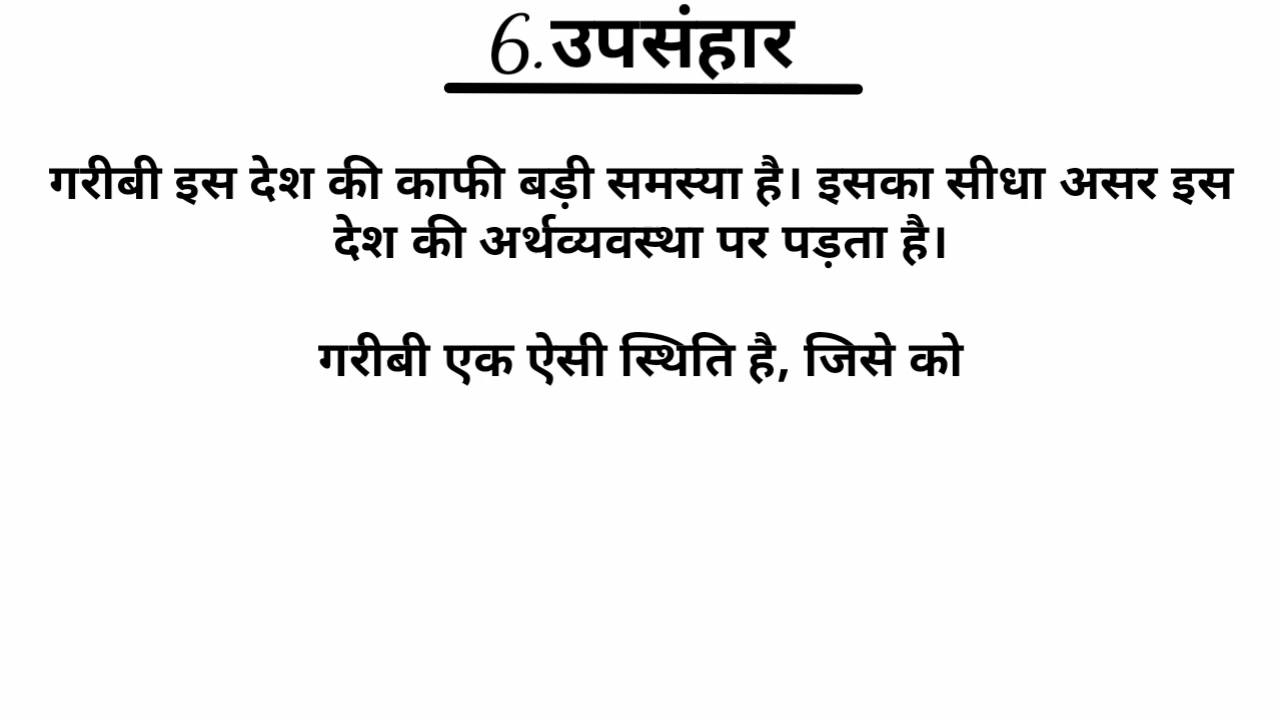 6.उपसंहार
गरीबी इस देश की काफी बड़ी समस्या है। इसका सीधा असर इस
देश की अर्थव्यवस्था पर पड़ता है।
गरीबी एक ऐसी स्थिति है, जिसे को